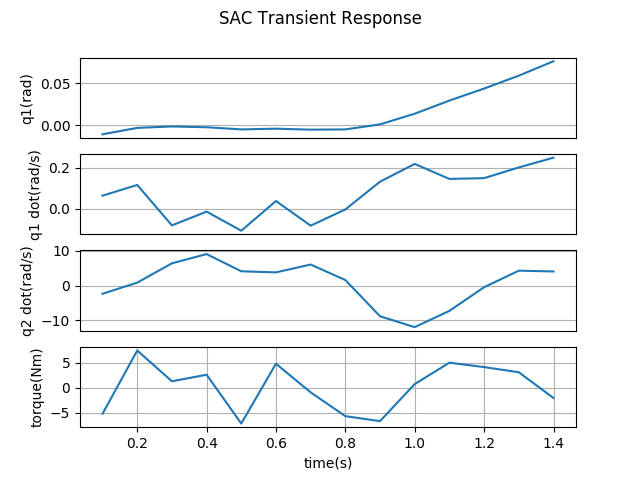 SAC Transient Response
q1(rad)
0.05
0.00
q1 dot(rad/s)
0.2
0.0
q2 dot(rad/s)
10
0
−10
torque(Nm)
5
0
−5
0.2 0.4 0.6 0.8 1.0 1.2 1.4
time(s)